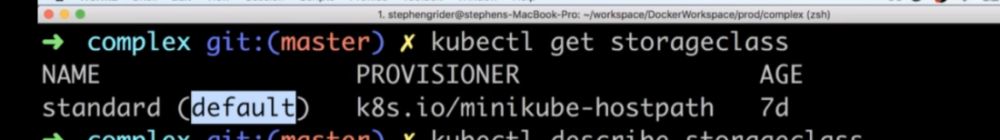 1. stephengrider@stephens-MacBook-Pro: ~/workspace/DockerWorkspace/prod/complex (zsh)
➜ complex git:(master) ✗ kubectl get storageclass
NAME PROVISIONER AGE
standard (default) k8s.io/minikube-hostpath 7d
➜ complex git:(master) ✗ kubectl describe storageclass